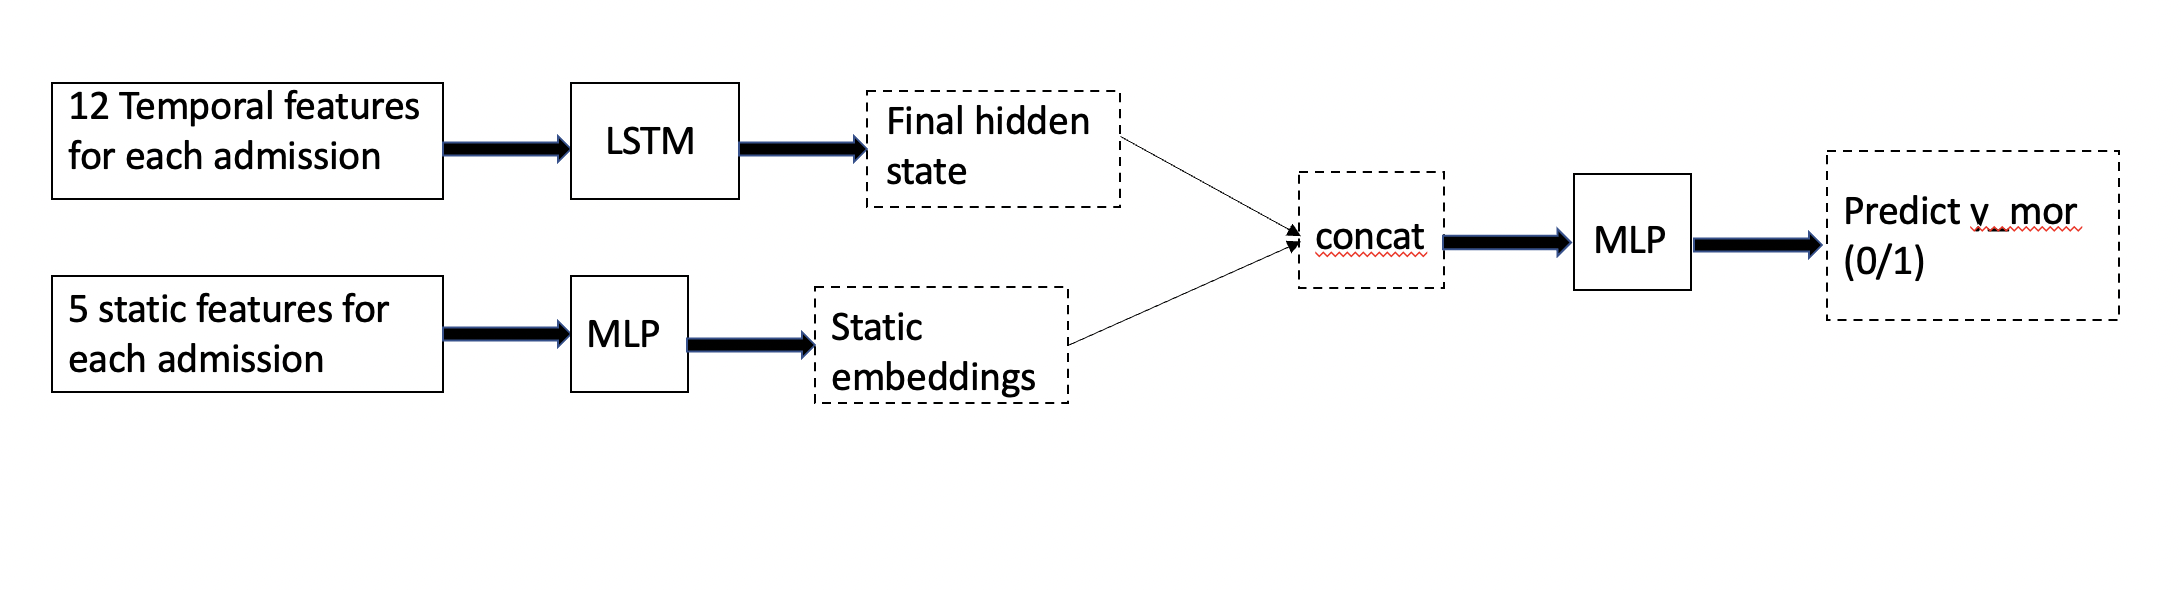 12 Temporal features
for each admission
LSTM
Final hidden
state
5 static features for
each admission
MLP
Static
embeddings
concat
MLP
Predict y_mor
(0/1)